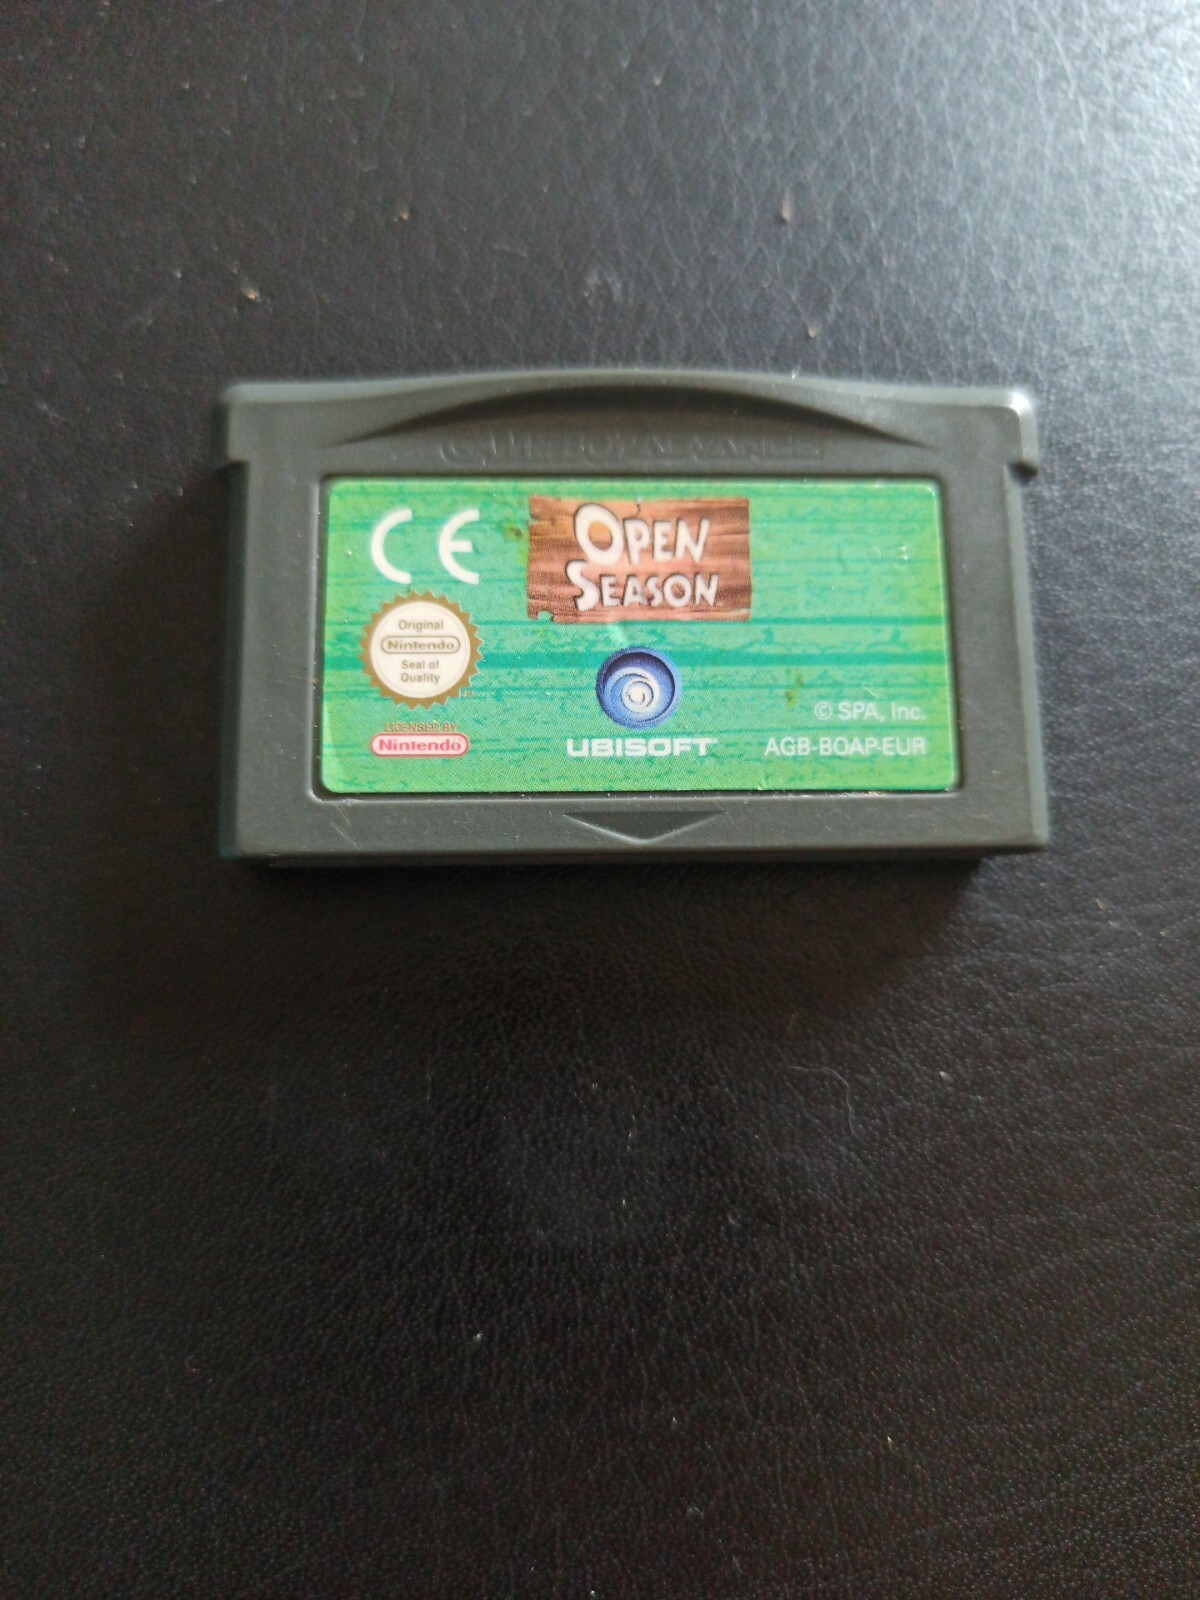 GAME BOY ADVANCE
CE
OPEN
SEASON
Original
Nintendo
Seal of
Quality
LICENSED BY
Nintendo
UBISOFT
© SPA, Inc.
AGB-BOAP-EUR